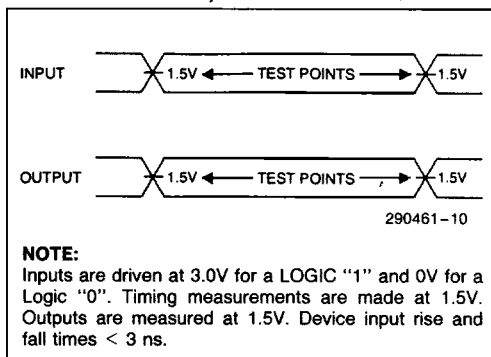 INPUT 1.5V TEST POINTS 1.5V
OUTPUT 1.5V TEST POINTS 1.5V
290461-10
NOTE:
Inputs are driven at 3.0V for a LOGIC "1" and 0V for a
Logic "0". Timing measurements are made at 1.5V.
Outputs are measured at 1.5V. Device input rise and
fall times < 3 ns.